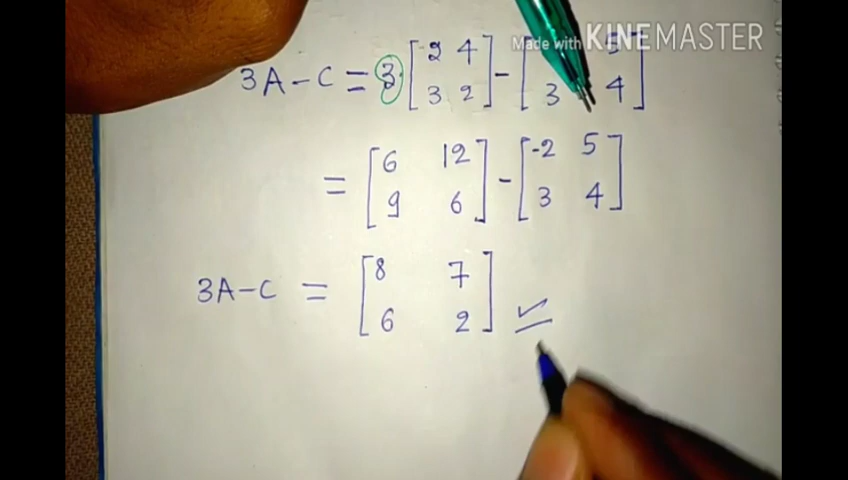 Made with KINEMASTER
3A-C = 3[2 4 3 2] - [5 3 4]
= [6 12 9 6] - [-2 5 3 4]
3A-C = [8 7 6 2] ✓